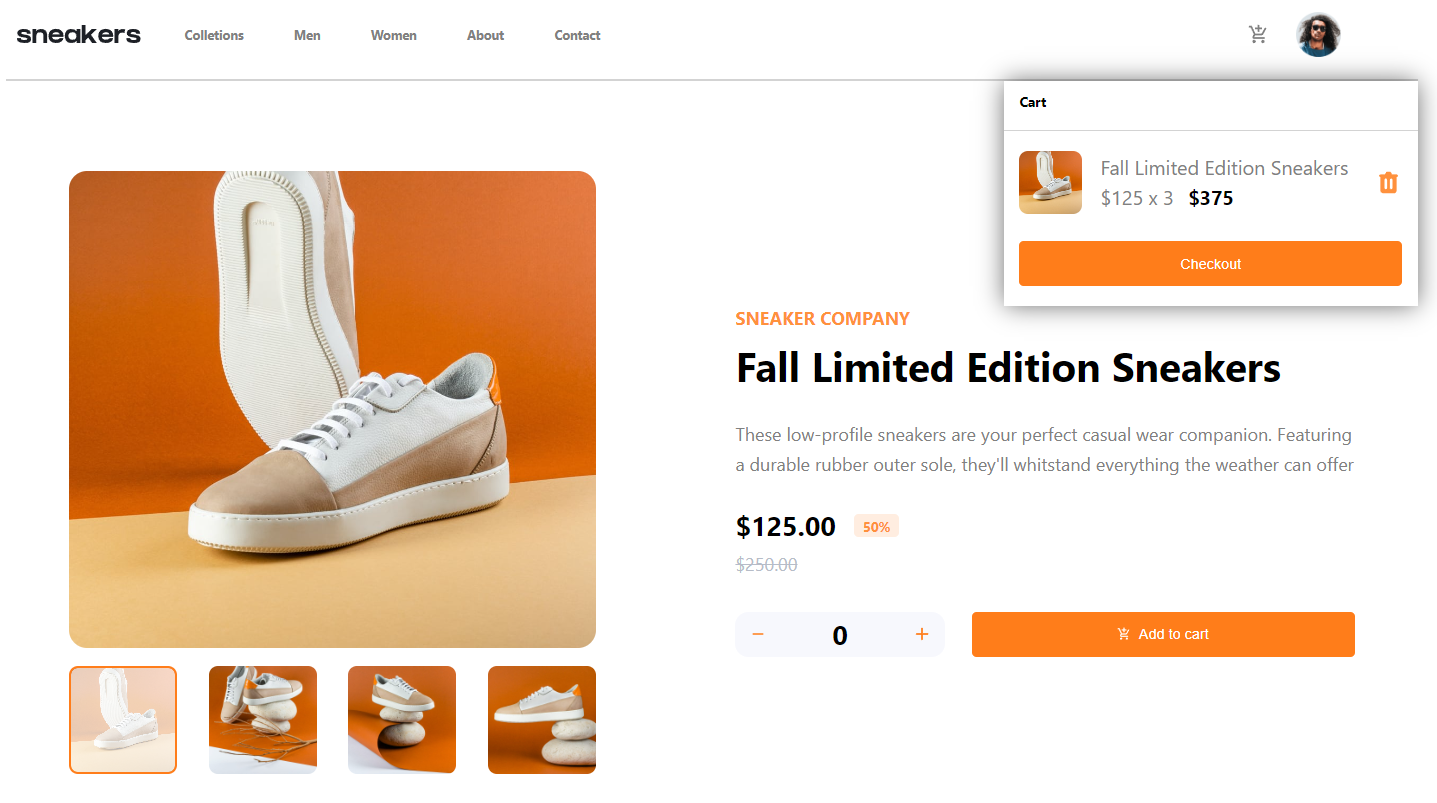 sneakers
Colletions
Men
Women
About
Contact
Cart
Fall Limited Edition Sneakers
$125 x 3 $375
Checkout
SNEAKER COMPANY
Fall Limited Edition Sneakers
These low-profile sneakers are your perfect casual wear companion. Featuring
a durable rubber outer sole, they'll whitstand everything the weather can offer
$125.00 50%
$250.00
− 0 +
Add to cart